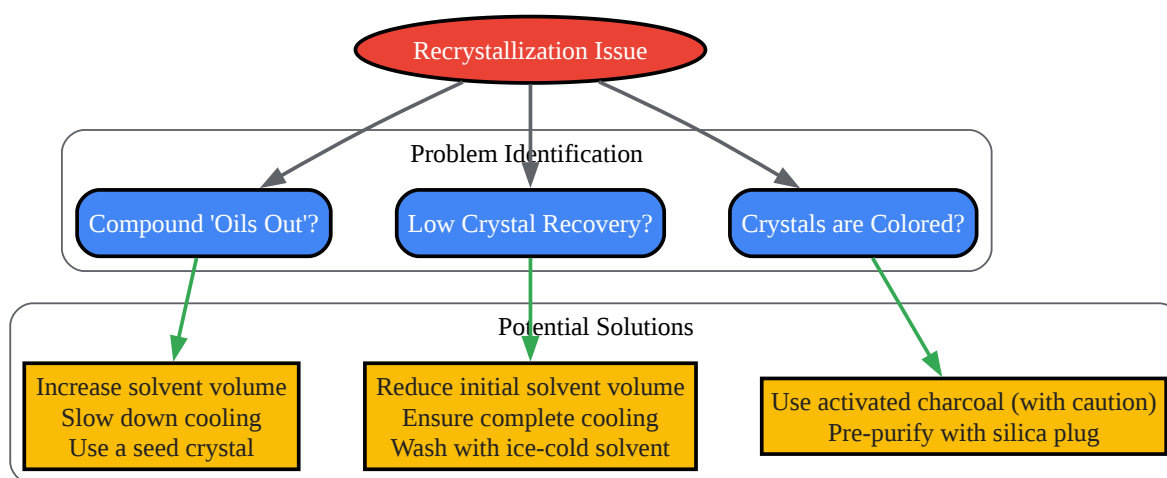 Recrystallization Issue
Problem Identification
Compound 'Oils Out'?
Low Crystal Recovery?
Crystals are Colored?
Potential Solutions
Increase solvent volume
Slow down cooling
Use a seed crystal
Reduce initial solvent volume
Ensure complete cooling
Wash with ice-cold solvent
Use activated charcoal (with caution)
Pre-purify with silica plug